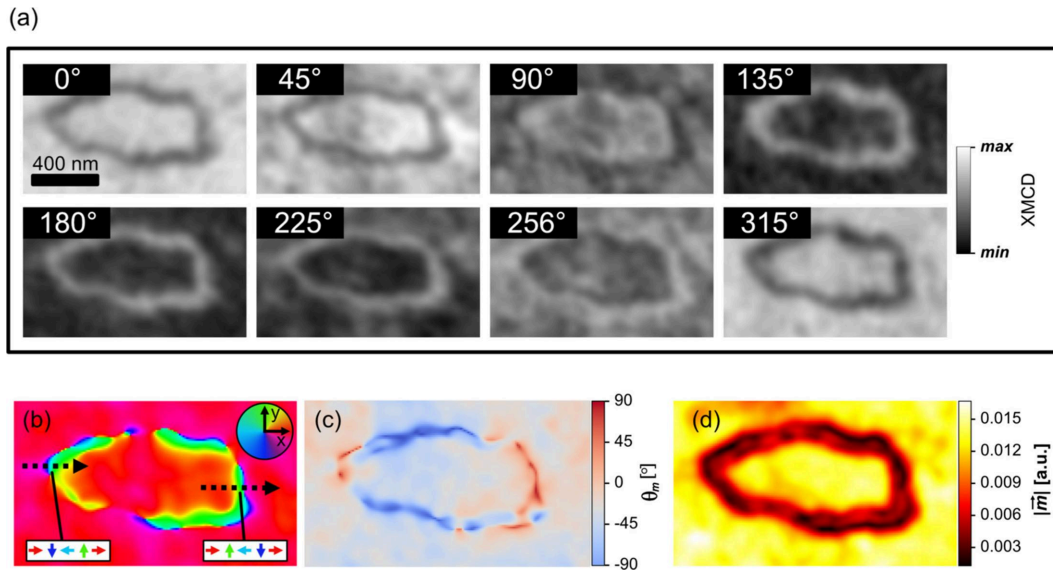 (a)
0°
45°
90°
135°
400 nm
180°
225°
256°
315°
max
XMCD
min
(b)
y
x
(c)
90
45
0
-45
-90
θm [°]
(d)
0.015
0.012
0.009
0.006
0.003
|m⃗| [a.u.]